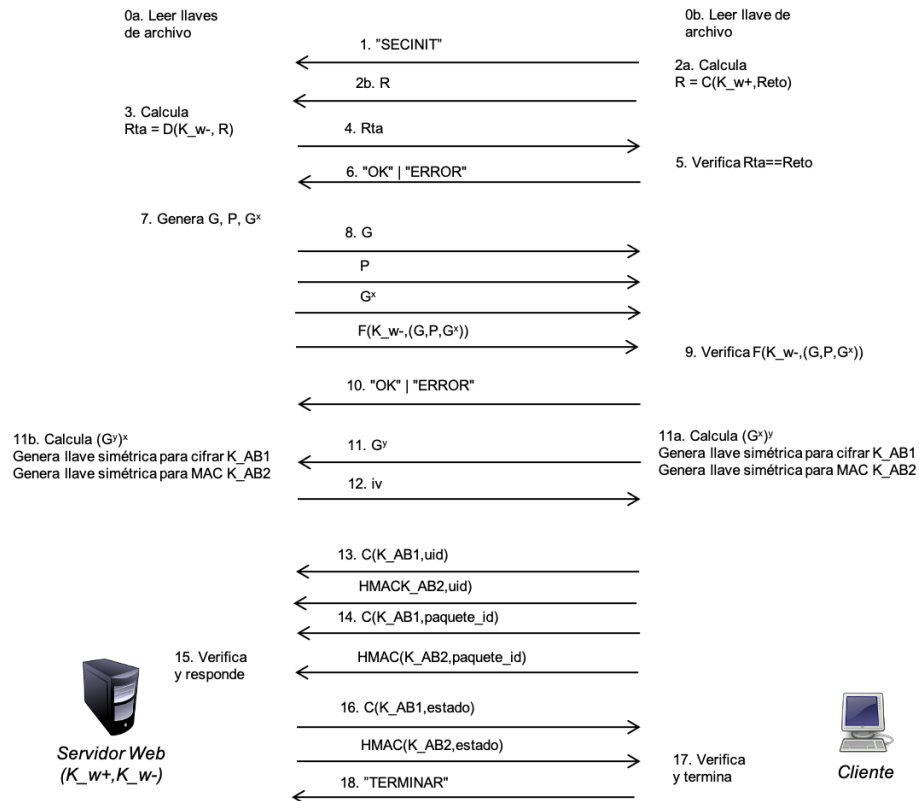 0a. Leer llaves
de archivo
0b. Leer llave de
archivo
1. "SECINIT"
2a. Calcula
R = C(K_w+,Reto)
2b. R
3. Calcula
Rta = D(K_w-, R)
4. Rta
5. Verifica Rta==Reto
6. "OK" | "ERROR"
7. Genera G, P, Gˣ
8. G
P
Gˣ
F(K_w-,(G,P,Gˣ))
9. Verifica F(K_w-,(G,P,Gˣ))
10. "OK" | "ERROR"
11b. Calcula (Gʸ)ˣ
Genera llave simétrica para cifrar K_AB1
Genera llave simétrica para MAC K_AB2
11. Gʸ
11a. Calcula (Gˣ)ʸ
Genera llave simétrica para cifrar K_AB1
Genera llave simétrica para MAC K_AB2
12. iv
13. C(K_AB1,uid)
HMACK_AB2,uid)
14. C(K_AB1,paquete_id)
HMAC(K_AB2,paquete_id)
15. Verifica
y responde
16. C(K_AB1,estado)
HMAC(K_AB2,estado)
17. Verifica
y termina
18. "TERMINAR"
Servidor Web
(K_w+,K_w-)
Cliente